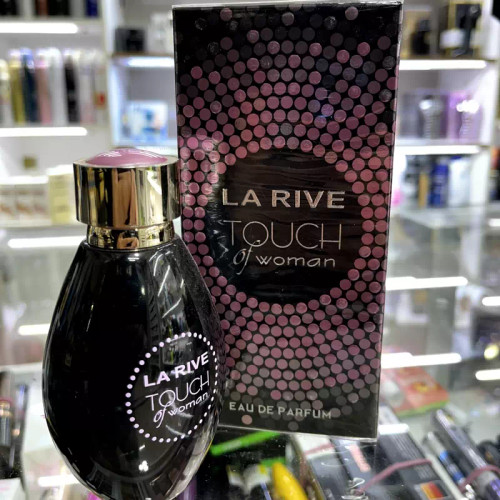 LA RIVE
TOUCH
of woman
EAU DE PARFUM
LA RIVE
TOUCH
of woman